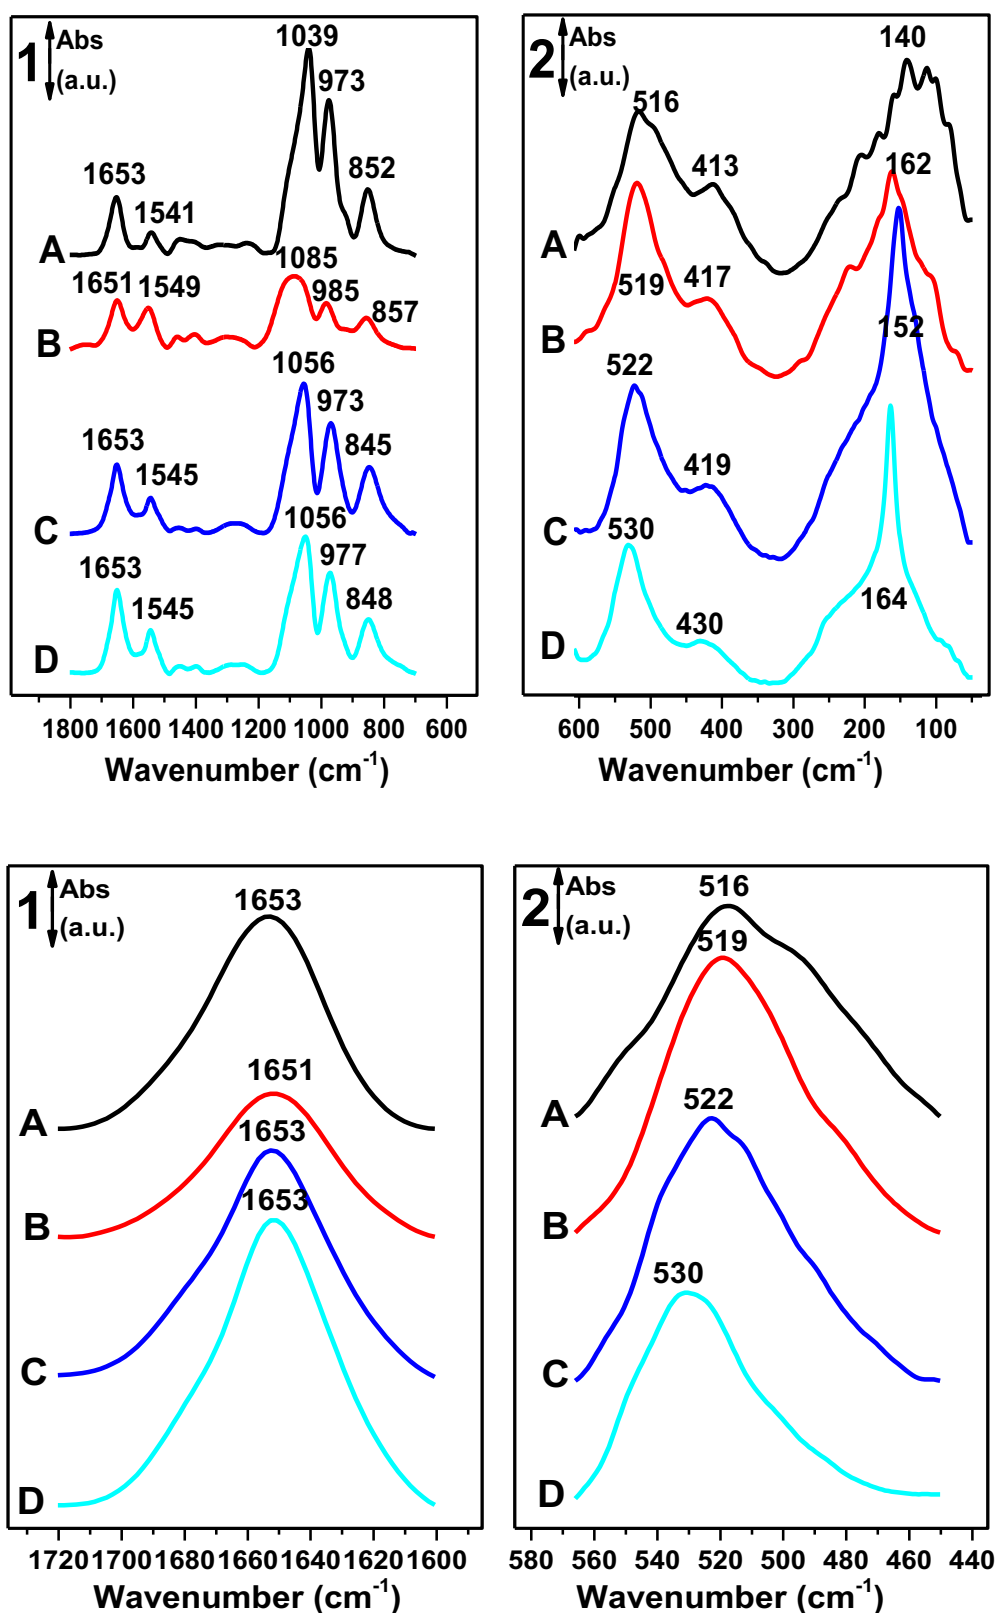 1
Abs
(a.u.)
1039
973
1653
1541
852
A
1085
1651
1549
985
857
B
1056
973
1653
1545
845
C
1056
1653
1545
977
848
D
1800 1600 1400 1200 1000 800 600
Wavenumber (cm⁻¹)
2
Abs
(a.u.)
140
516
413
162
A
519
417
152
B
522
419
C
530
430
164
D
600 500 400 300 200 100
Wavenumber (cm⁻¹)
1
Abs
(a.u.)
1653
A
1651
B
1653
C
1653
D
1720 1700 1680 1660 1640 1620 1600
Wavenumber (cm⁻¹)
2
Abs
(a.u.)
516
519
A
522
B
530
C
D
580 560 540 520 500 480 460 440
Wavenumber (cm⁻¹)